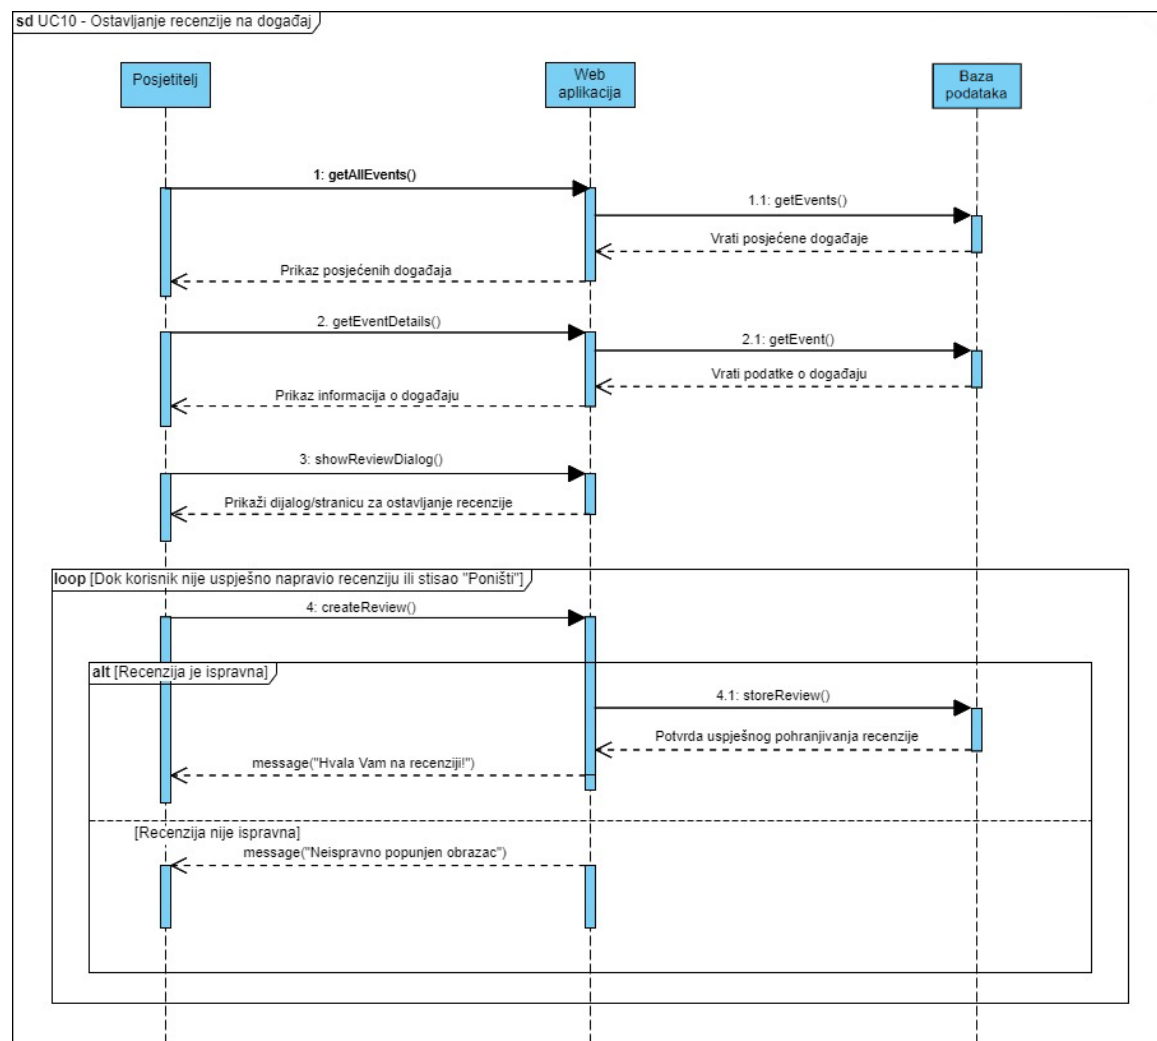 sd UC10 - Ostavljanje recenzije na događaj
Posjetitelj
Web
aplikacija
Baza
podataka
1: getAllEvents()
1.1: getEvents()
Vrati posjećene događaje
Prikaz posjećenih događaja
2. getEventDetails()
2.1: getEvent()
Vrati podatke o događaju
Prikaz informacija o događaju
3: showReviewDialog()
Prikaži dijalog/stranicu za ostavljanje recenzije
loop [Dok korisnik nije uspješno napravio recenziju ili stisao "Poništi"]
4: createReview()
alt [Recenzija je ispravna]
4.1: storeReview()
Potvrda uspješnog pohranjivanja recenzije
message("Hvala Vam na recenziji!")
[Recenzija nije ispravna]
message("Neispravno popunjen obrazac")